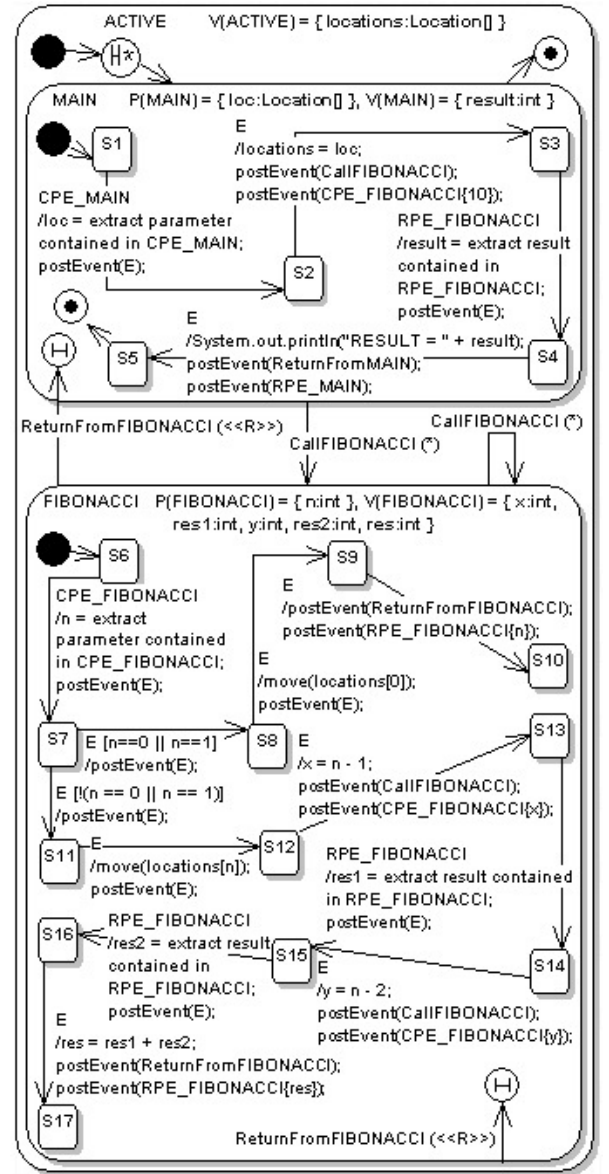 ACTIVE V(ACTIVE) = { locations:Location[] }
H*
MAIN P(MAIN) = { loc:Location[] }, V(MAIN) = { result:int }
S1
E
/locations = loc;
postEvent(CallFIBONACCI);
postEvent(CPE_FIBONACCI{10});
S3
CPE_MAIN
/loc = extract parameter
contained in CPE_MAIN;
postEvent(E);
S2
RPE_FIBONACCI
/result = extract result
contained in
RPE_FIBONACCI;
postEvent(E);
E
/System.out.println("RESULT = " + result);
postEvent(ReturnFromMAIN);
postEvent(RPE_MAIN);
H
S5
S4
ReturnFromFIBONACCI (<<R>>)
CallFIBONACCI (*)
CallFIBONACCI (*)
FIBONACCI P(FIBONACCI) = { n:int }, V(FIBONACCI) = { x:int,
res1:int, y:int, res2:int, res:int }
S6
S9
CPE_FIBONACCI
/n = extract
parameter contained
in CPE_FIBONACCI;
postEvent(E);
E
/postEvent(ReturnFromFIBONACCI);
postEvent(RPE_FIBONACCI{n});
S10
E
/move(locations[0]);
postEvent(E);
S7
E [n==0 || n==1]
/postEvent(E);
S8
E
/x = n - 1;
postEvent(CallFIBONACCI);
postEvent(CPE_FIBONACCI{x});
S13
E [!(n == 0 || n == 1)]
/postEvent(E);
S11
E
/move(locations[n]);
postEvent(E);
S12
RPE_FIBONACCI
/res1 = extract result contained
in RPE_FIBONACCI;
postEvent(E);
S16
RPE_FIBONACCI
/res2 = extract result
contained in
RPE_FIBONACCI;
postEvent(E);
S15
S14
E
/y = n - 2;
postEvent(CallFIBONACCI);
postEvent(CPE_FIBONACCI{y});
E
/res = res1 + res2;
postEvent(ReturnFromFIBONACCI);
postEvent(RPE_FIBONACCI{res});
S17
H
ReturnFromFIBONACCI (<<R>>)